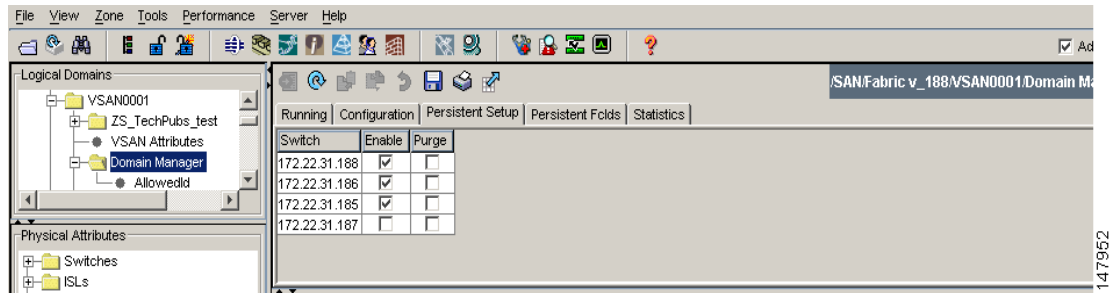 File View Zone Tools Performance Server Help
Ad
Logical Domains
VSAN0001
ZS_TechPubs_test
VSAN Attributes
Domain Manager
AllowedId
Physical Attributes
Switches
ISLs
/SAN/Fabric v_188/VSAN0001/Domain Ma
Running Configuration Persistent Setup Persistent FcIds Statistics
Switch Enable Purge
172.22.31.188
172.22.31.186
172.22.31.185
172.22.31.187
147952